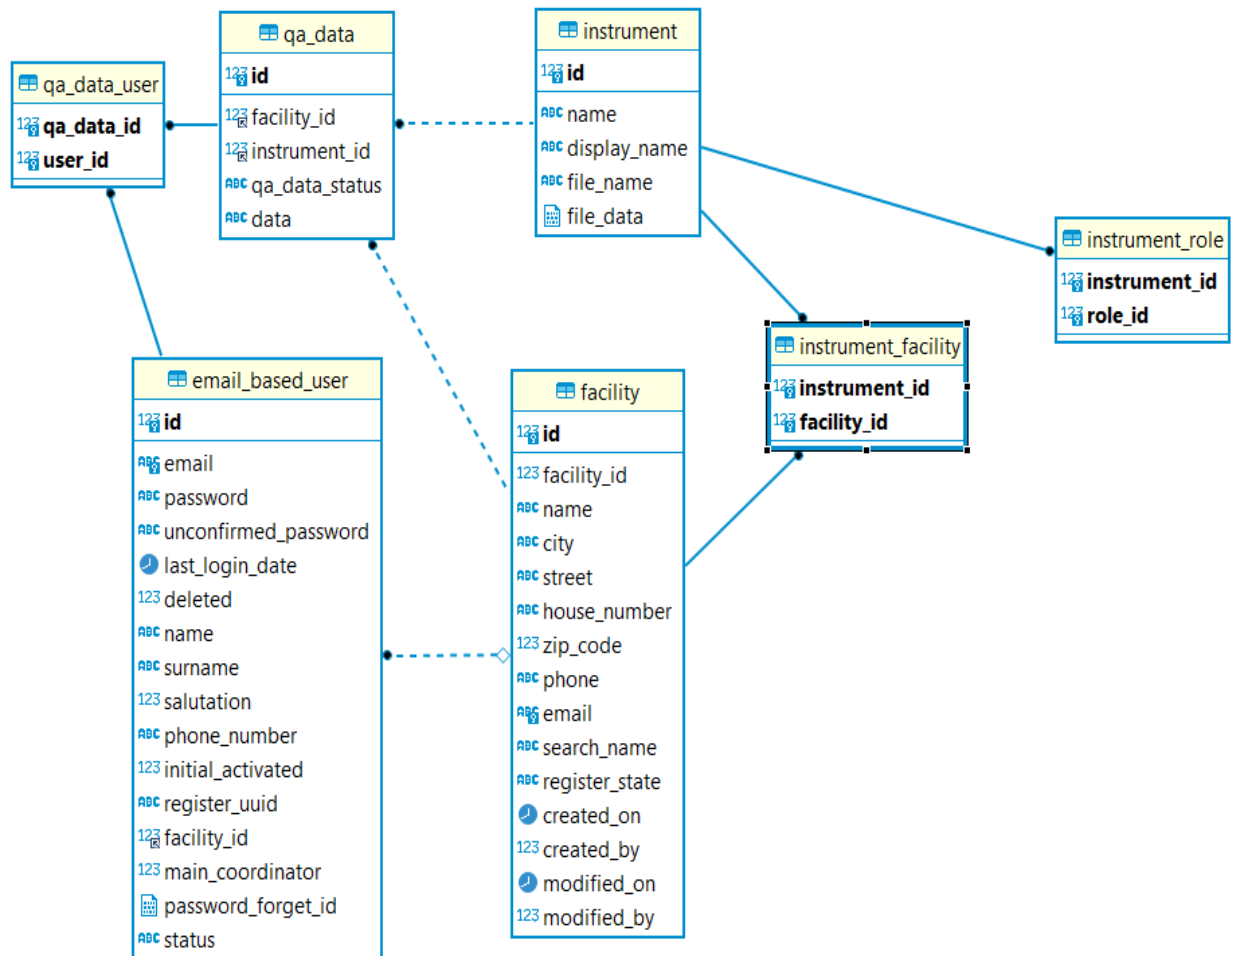 qa_data_user
qa_data_id
user_id
qa_data
id
facility_id
instrument_id
qa_data_status
data
instrument
id
name
display_name
file_name
file_data
instrument_role
instrument_id
role_id
instrument_facility
instrument_id
facility_id
email_based_user
id
email
password
unconfirmed_password
last_login_date
deleted
name
surname
salutation
phone_number
initial_activated
register_uuid
facility_id
main_coordinator
password_forget_id
status
facility
id
facility_id
name
city
street
house_number
zip_code
phone
email
search_name
register_state
created_on
created_by
modified_on
modified_by